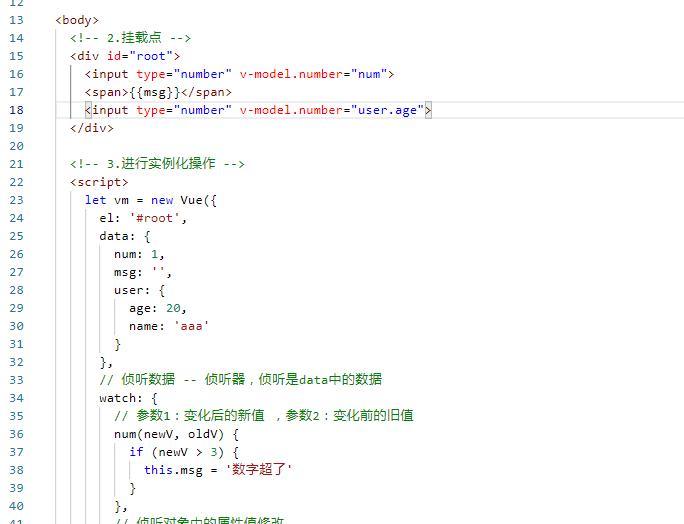 12
13 <body>
14 <!-- 2.挂载点 -->
15 <div id="root">
16 <input type="number" v-model.number="num">
17 <span>{{msg}}</span>
18 <input type="number" v-model.number="user.age">
19 </div>
20
21 <!-- 3.进行实例化操作 -->
22 <script>
23 let vm = new Vue({
24 el: '#root',
25 data: {
26 num: 1,
27 msg: '',
28 user: {
29 age: 20,
30 name: 'aaa'
31 }
32 },
33 // 侦听数据 -- 侦听器，侦听是data中的数据
34 watch: {
35 // 参数1：变化后的新值 ，参数2：变化前的旧值
36 num(newV, oldV) {
37 if (newV > 3) {
38 this.msg = '数字超了'
39 }
40 },
41 // 侦听对象中的属性值修改